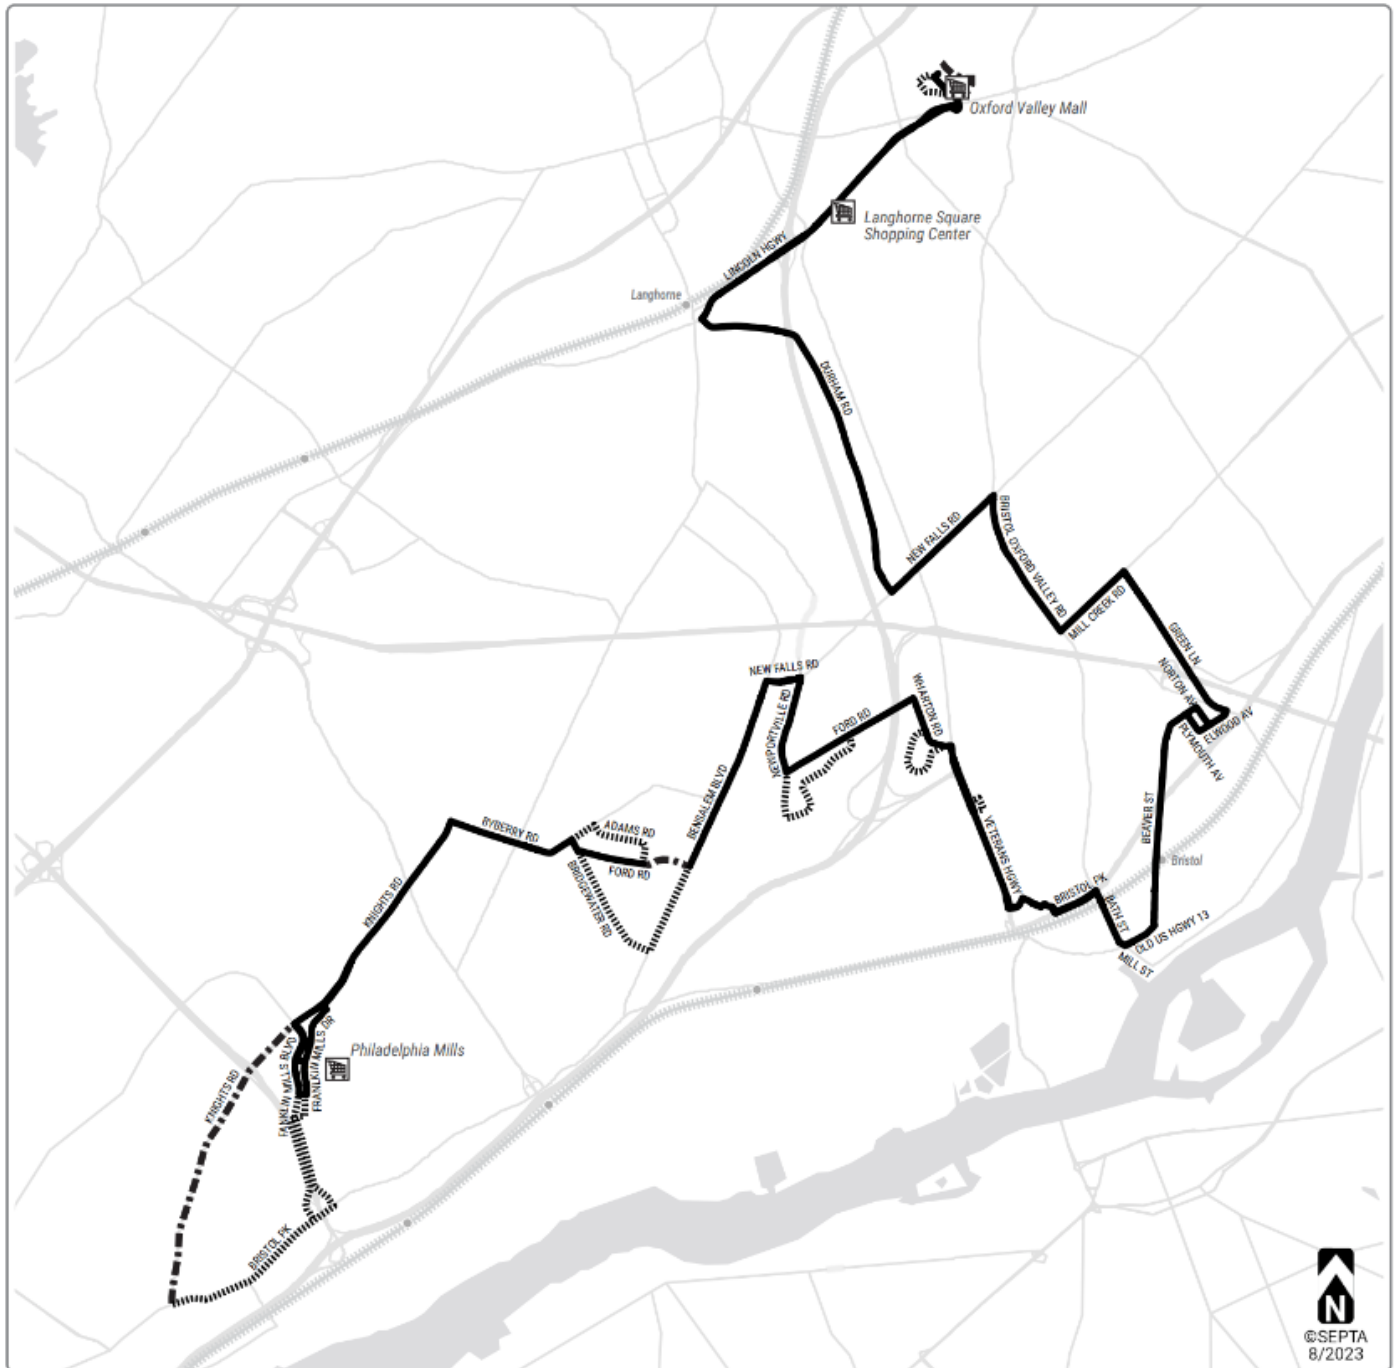 Oxford Valley Mall
Langhorne Square
Shopping Center
LINCOLN HGWY
Langhorne
DURHAM RD
NEW FALLS RD
BRISTOL OXFORD VALLEY RD
MILL CREEK RD
GREEN LN
NORTON AV
ELWOOD AV
PLYMOUTH AV
NEW FALLS RD
NEWPORTVILLE RD
FORD RD
WHARTON RD
BENSALEM BLVD
VETERANS HGWY
BEAVER ST
Bristol
BRISTOL PK
BATH ST
OLD US HGWY 13
MILL ST
BYBERRY RD
ADAMS RD
FORD RD
BRIDGEWATER RD
KNIGHTS RD
FANKLIN MILLS BLVD
FRANLKIN MILLS DR
Philadelphia Mills
KNIGHTS RD
BRISTOL PK
N
©SEPTA
8/2023